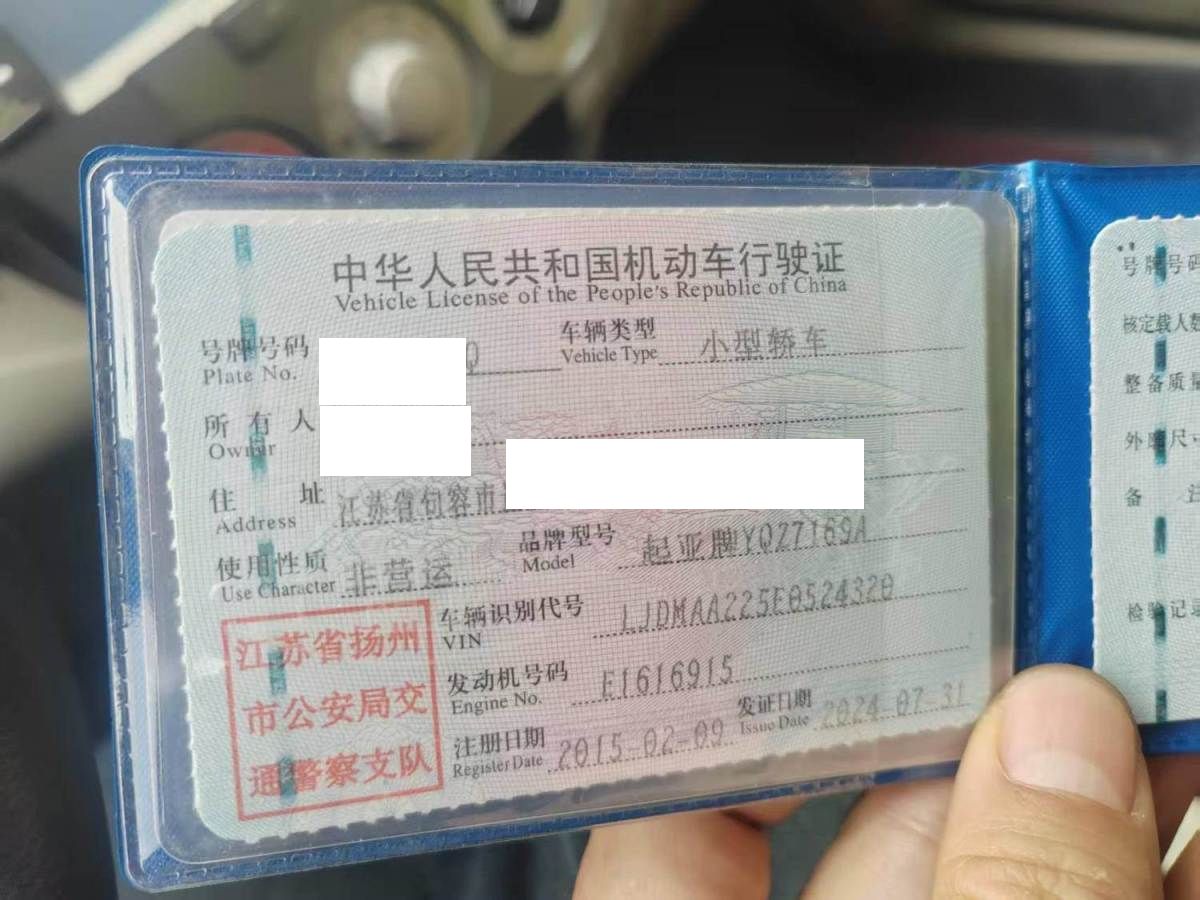 中华人民共和国机动车行驶证
Vehicle License of the People's Republic of China
号牌号码 Q 车辆类型 小型轿车
Plate No. Vehicle Type
所有人
Owner
住址 江苏省句容市
Address
使用性质 非营运 品牌型号 起亚牌YQZ7169A
Use Character Model
车辆识别代号 LJDMAA225E0524320
VIN
发动机号码 E1616915
Engine No.
注册日期 2015-02-09 发证日期 2024-07-31
Register Date Issue Date
江苏省扬州
市公安局交
通警察支队
号牌号码
核定载人数
整备质量
外廓尺
备 注
检验记